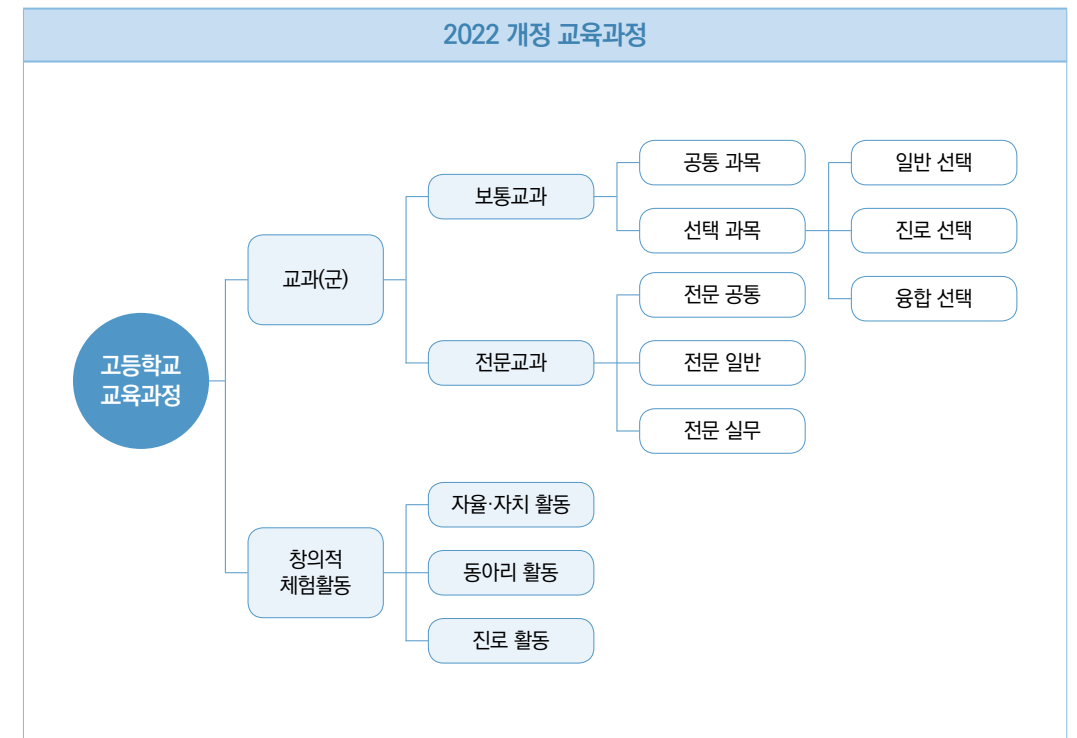 2022 개정 교육과정
고등학교
교육과정
교과(군)
보통교과
공통 과목
선택 과목
일반 선택
진로 선택
융합 선택
전문교과
전문 공통
전문 일반
전문 실무
창의적
체험활동
자율·자치 활동
동아리 활동
진로 활동